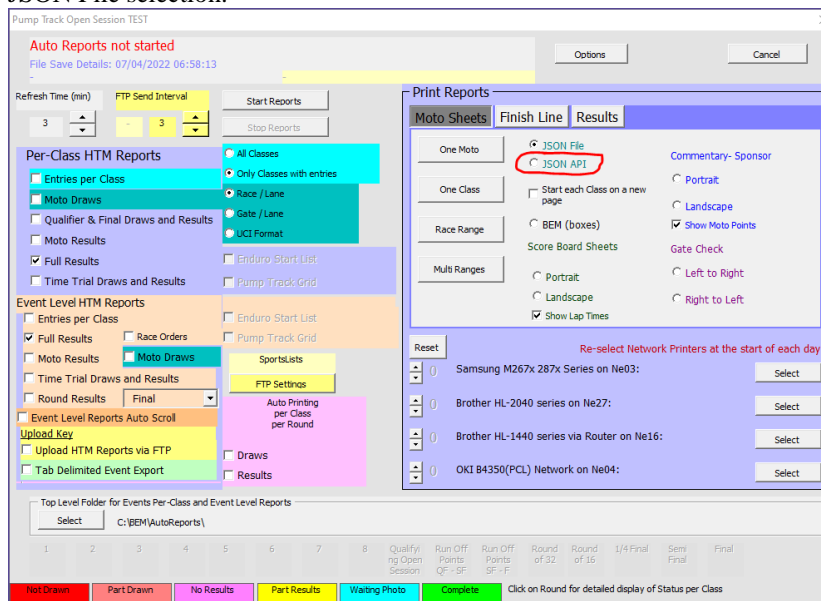 JSON File selection.
Pump Track Open Session TEST
Auto Reports not started
File Save Details: 07/04/2022 06:58:13
-
-
Options
Cancel
Refresh Time (min)
FTP Send Interval
3
-
3
Start Reports
Stop Reports
Per-Class HTM Reports
Entries per Class
Moto Draws
Qualifier & Final Draws and Results
Moto Results
Full Results
Time Trial Draws and Results
All Classes
Only Classes with entries
Race / Lane
Gate / Lane
UCI Format
Enduro Start List
Pump Track Grid
Event Level HTM Reports
Entries per Class
Full Results
Race Orders
Moto Results
Moto Draws
Time Trial Draws and Results
Round Results
Final
Event Level Reports Auto Scroll
Upload Key
Upload HTM Reports via FTP
Tab Delimited Event Export
Enduro Start List
Pump Track Grid
SportsLists
FTP Settings
Auto Printing
per Class
per Round
Draws
Results
Print Reports
Moto Sheets
Finish Line
Results
One Moto
One Class
Race Range
Multi Ranges
JSON File
JSON API
Start each Class on a new
page
BEM (boxes)
Score Board Sheets
Portrait
Landscape
Show Lap Times
Commentary- Sponsor
Portrait
Landscape
Show Moto Points
Gate Check
Left to Right
Right to Left
Reset
Re-select Network Printers at the start of each day
0 Samsung M267x 287x Series on Ne03:
Select
0 Brother HL-2040 series on Ne27:
Select
0 Brother HL-1440 series via Router on Ne16:
Select
0 OKI B4350(PCL) Network on Ne04:
Select
Top Level Folder for Events Per-Class and Event Level Reports
Select
C:\BEM\AutoReports\
1 2 3 4 5 6 7 8
Qualifyi
ng Open
Session
Run Off
Points
QF - SF
Run Off
Points
SF - F
Round
of 32
Round
of 16
1/4 Final
Semi
Final
Final
Not Drawn
Part Drawn
No Results
Part Results
Waiting Photo
Complete
Click on Round for detailed display of Status per Class